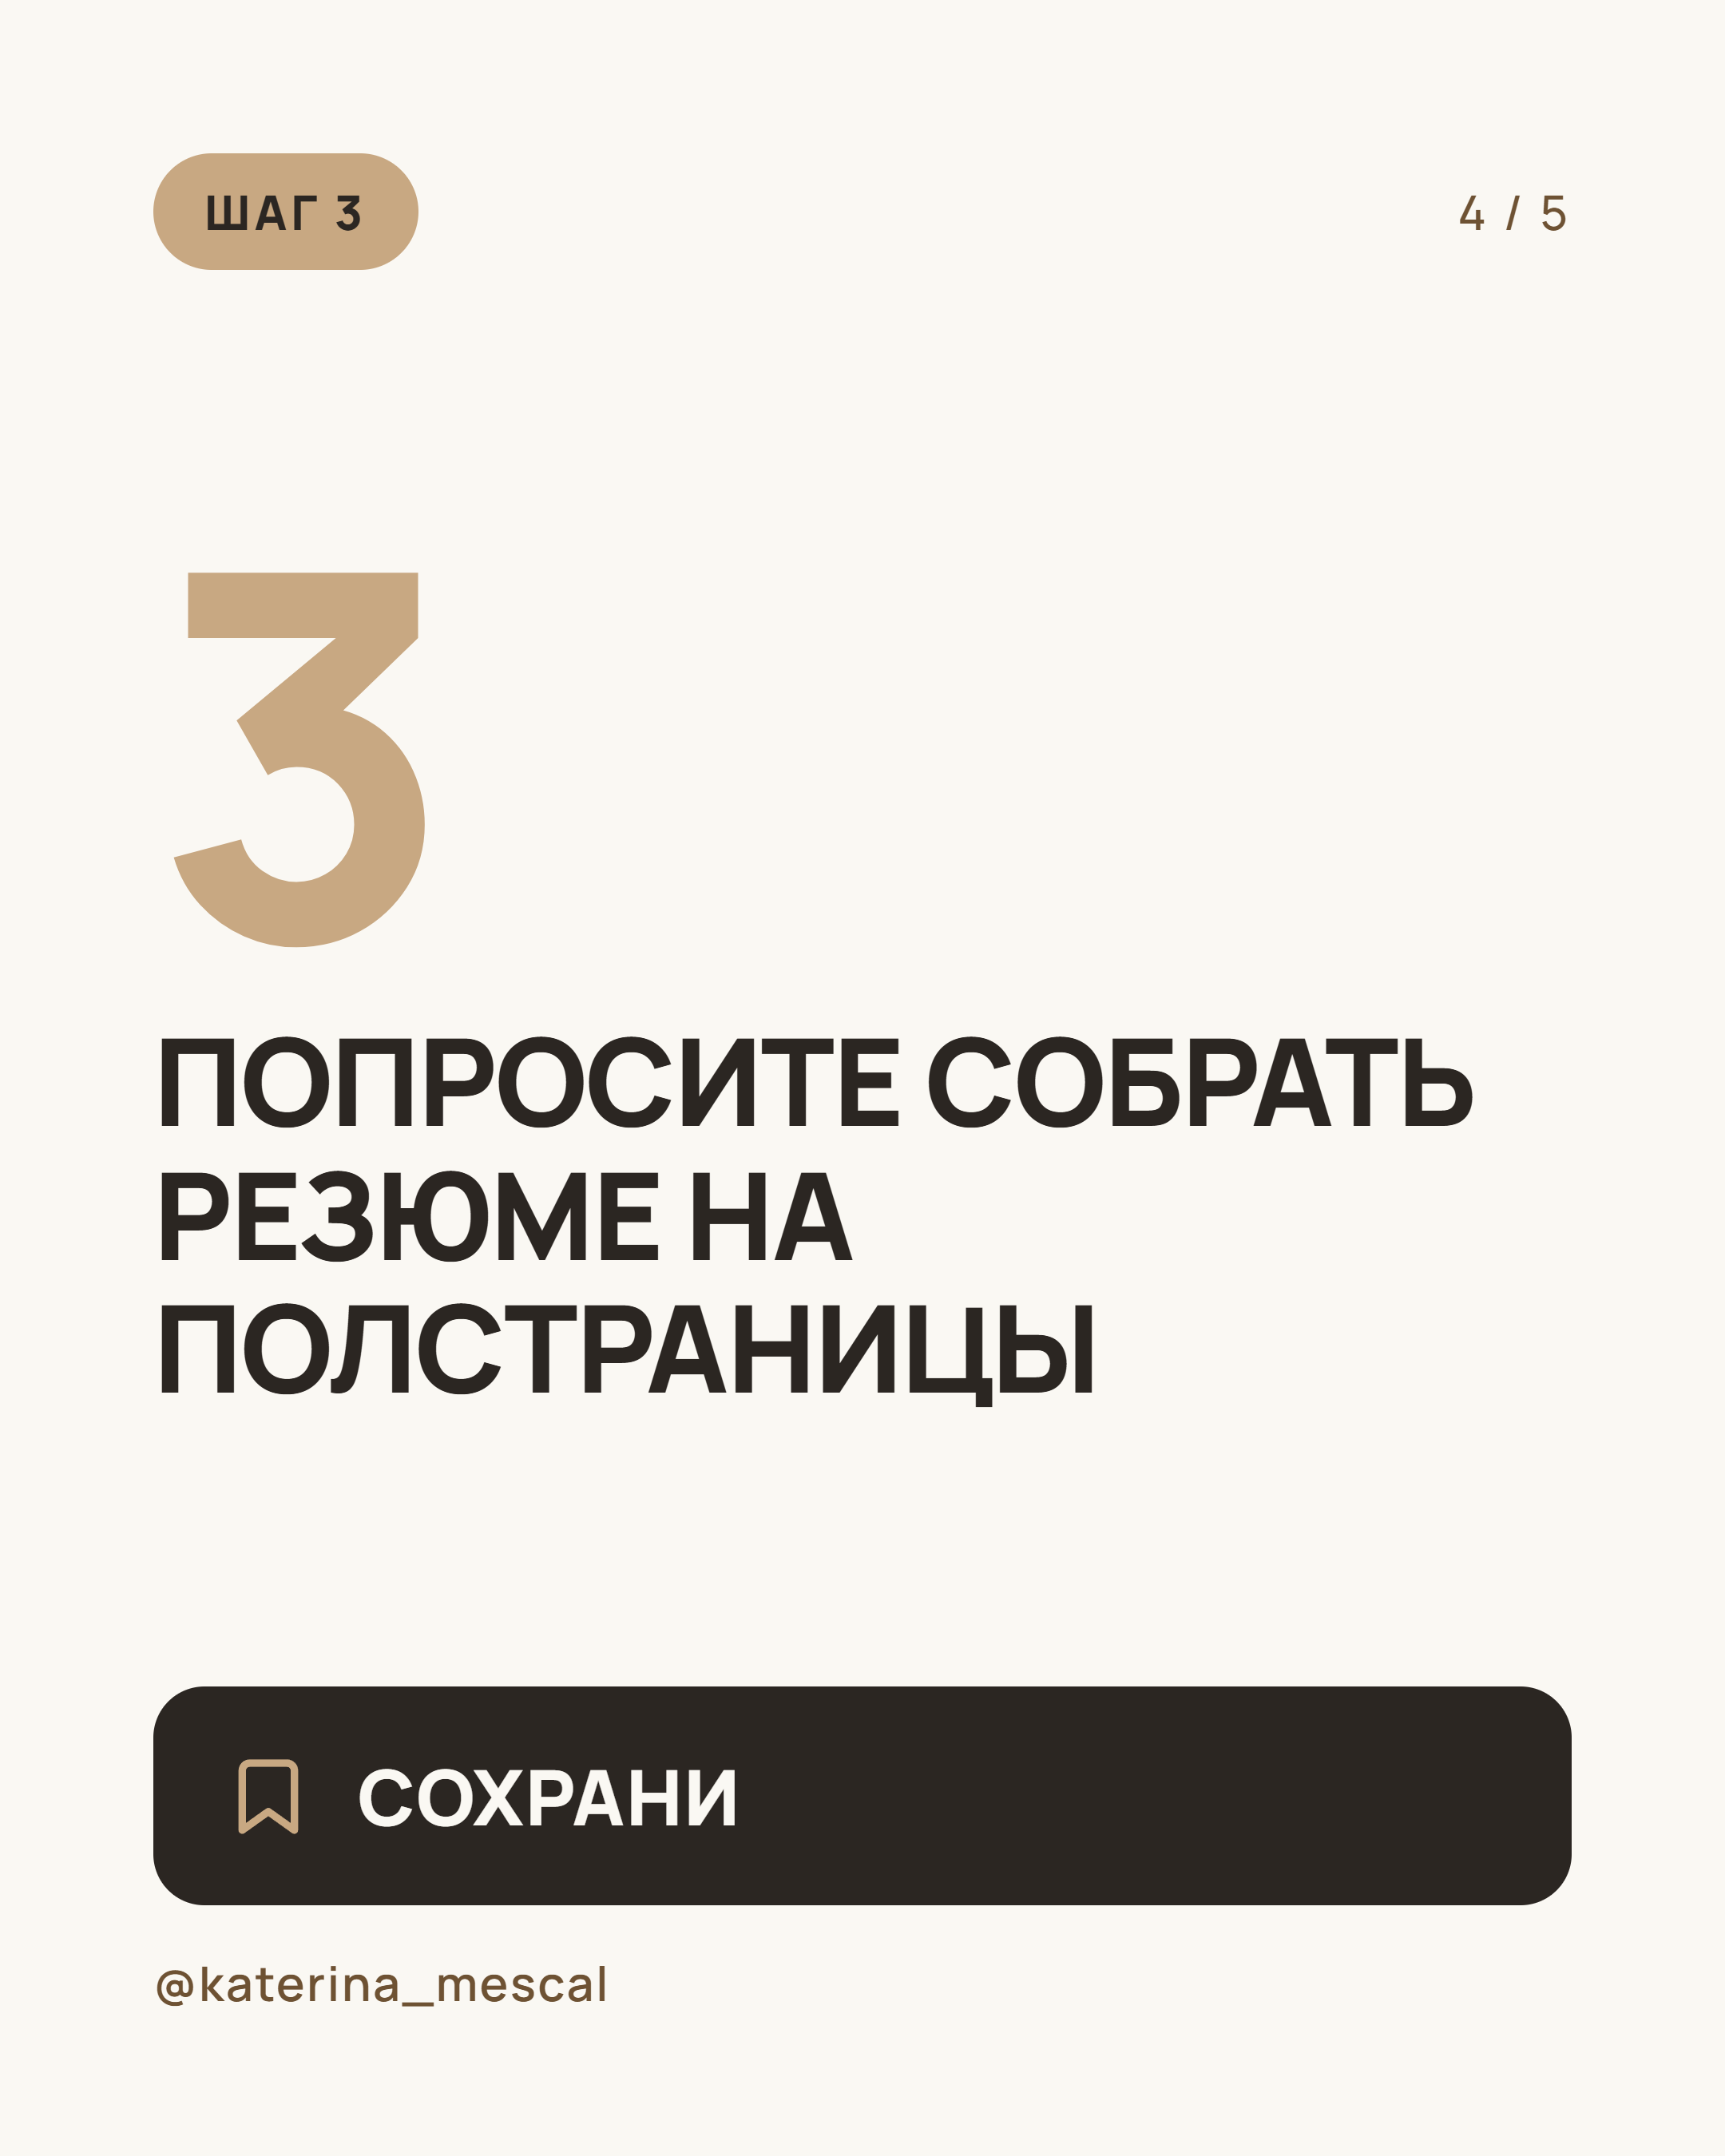 ШАГ 3
4 / 5
3
ПОПРОСИТЕ СОБРАТЬ
РЕЗЮМЕ НА
ПОЛСТРАНИЦЫ
СОХРАНИ
@katerina_mescal